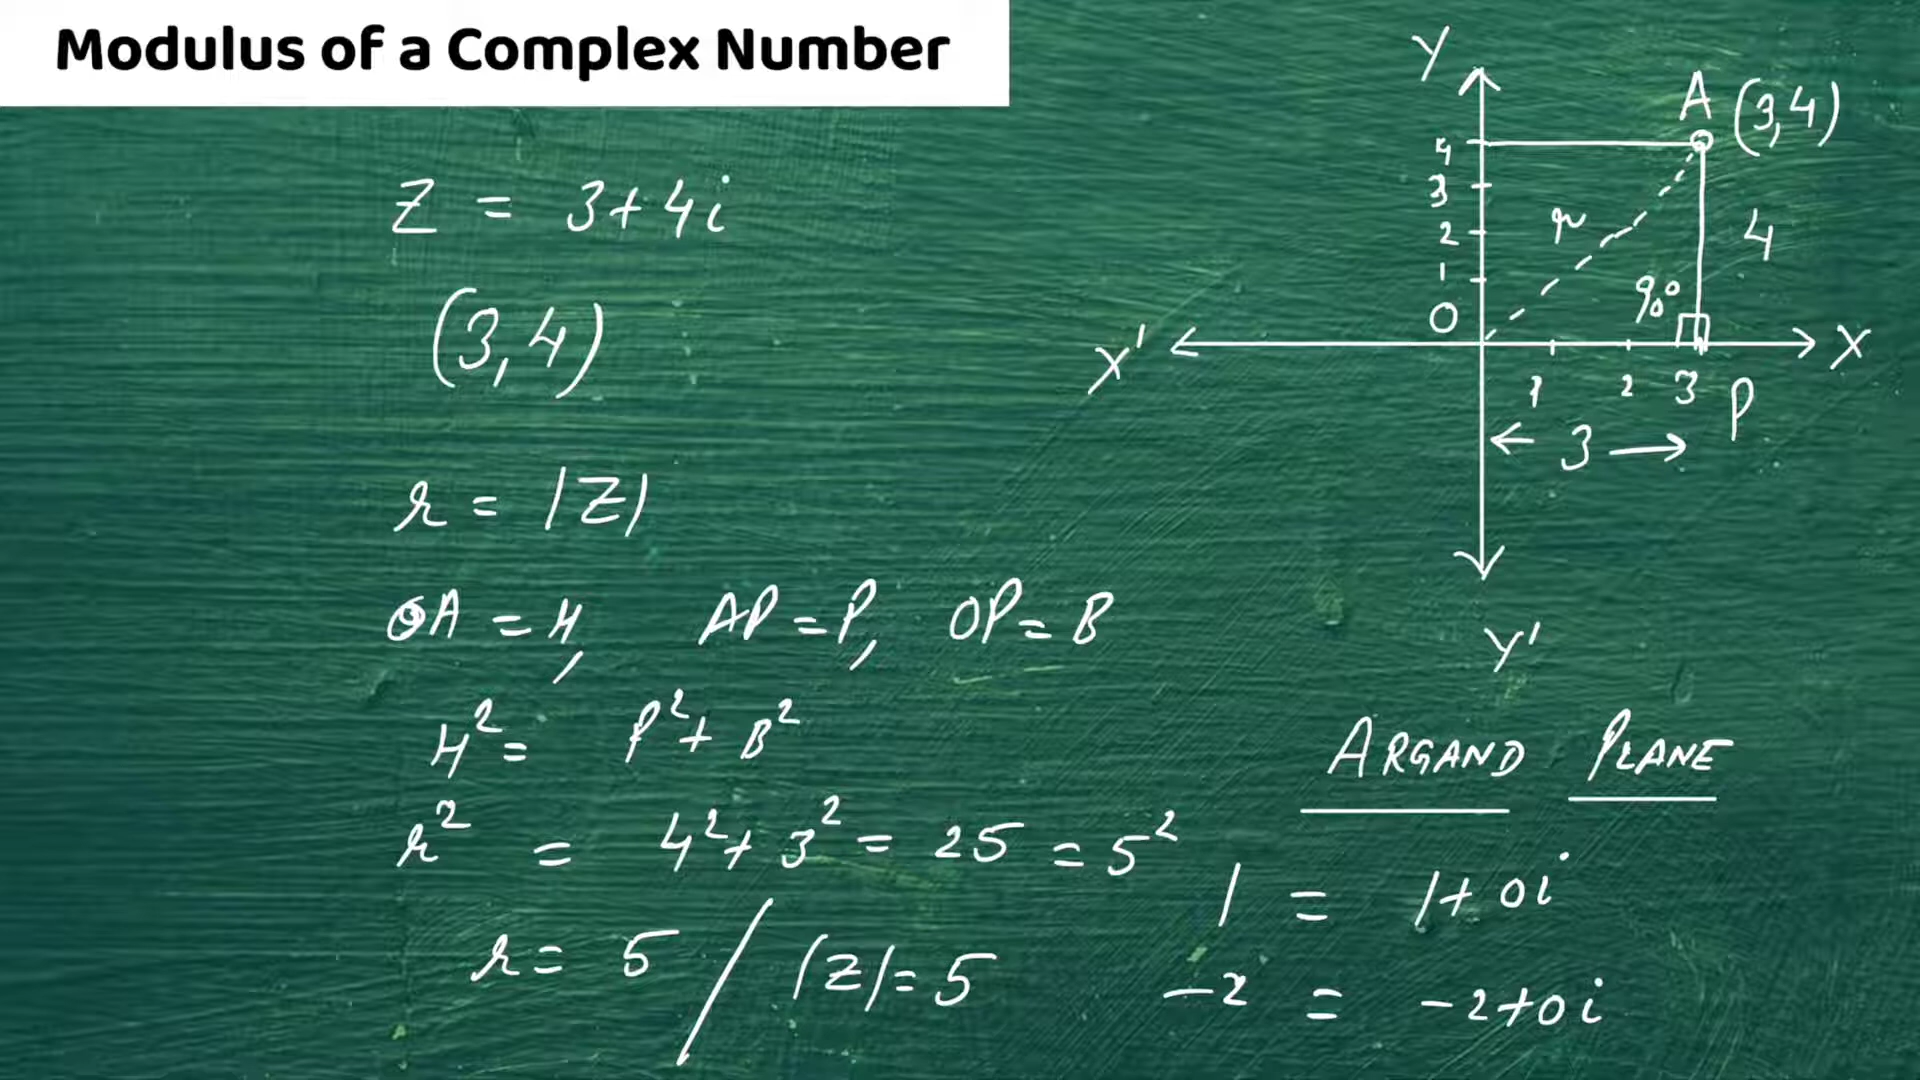 Modulus of a Complex Number
Z = 3+4i
(3,4)
r = |Z|
OA = H, AP = P, OP = B
H² = P² + B²
r² = 4² + 3² = 25 = 5²
r = 5 / |Z| = 5
Y
A (3,4)
4
3
r
2
4
1
90°
O
X'
X
1 2 3 P
3
Y'
ARGAND PLANE
1 = 1+0i
-2 = -2+0i